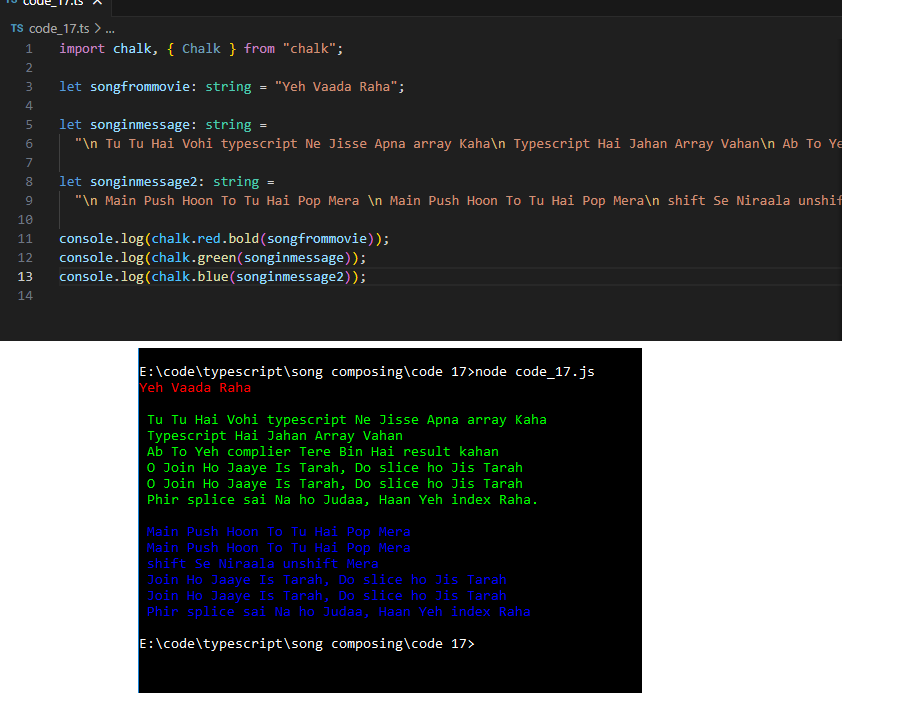 TS code_17.ts ×
TS code_17.ts > ...
1 import chalk, { Chalk } from "chalk";
2
3 let songfrommovie: string = "Yeh Vaada Raha";
4
5 let songinmessage: string =
6 "\n Tu Tu Hai Vohi typescript Ne Jisse Apna array Kaha\n Typescript Hai Jahan Array Vahan\n Ab To Ye
7
8 let songinmessage2: string =
9 "\n Main Push Hoon To Tu Hai Pop Mera \n Main Push Hoon To Tu Hai Pop Mera\n shift Se Niraala unshif
10
11 console.log(chalk.red.bold(songfrommovie));
12 console.log(chalk.green(songinmessage));
13 console.log(chalk.blue(songinmessage2));
14
E:\code\typescript\song composing\code 17>node code_17.js
Yeh Vaada Raha
Tu Tu Hai Vohi typescript Ne Jisse Apna array Kaha
Typescript Hai Jahan Array Vahan
Ab To Yeh complier Tere Bin Hai result kahan
O Join Ho Jaaye Is Tarah, Do slice ho Jis Tarah
O Join Ho Jaaye Is Tarah, Do slice ho Jis Tarah
Phir splice sai Na ho Judaa, Haan Yeh index Raha.
Main Push Hoon To Tu Hai Pop Mera
Main Push Hoon To Tu Hai Pop Mera
shift Se Niraala unshift Mera
Join Ho Jaaye Is Tarah, Do slice ho Jis Tarah
Join Ho Jaaye Is Tarah, Do slice ho Jis Tarah
Phir splice sai Na ho Judaa, Haan Yeh index Raha
E:\code\typescript\song composing\code 17>